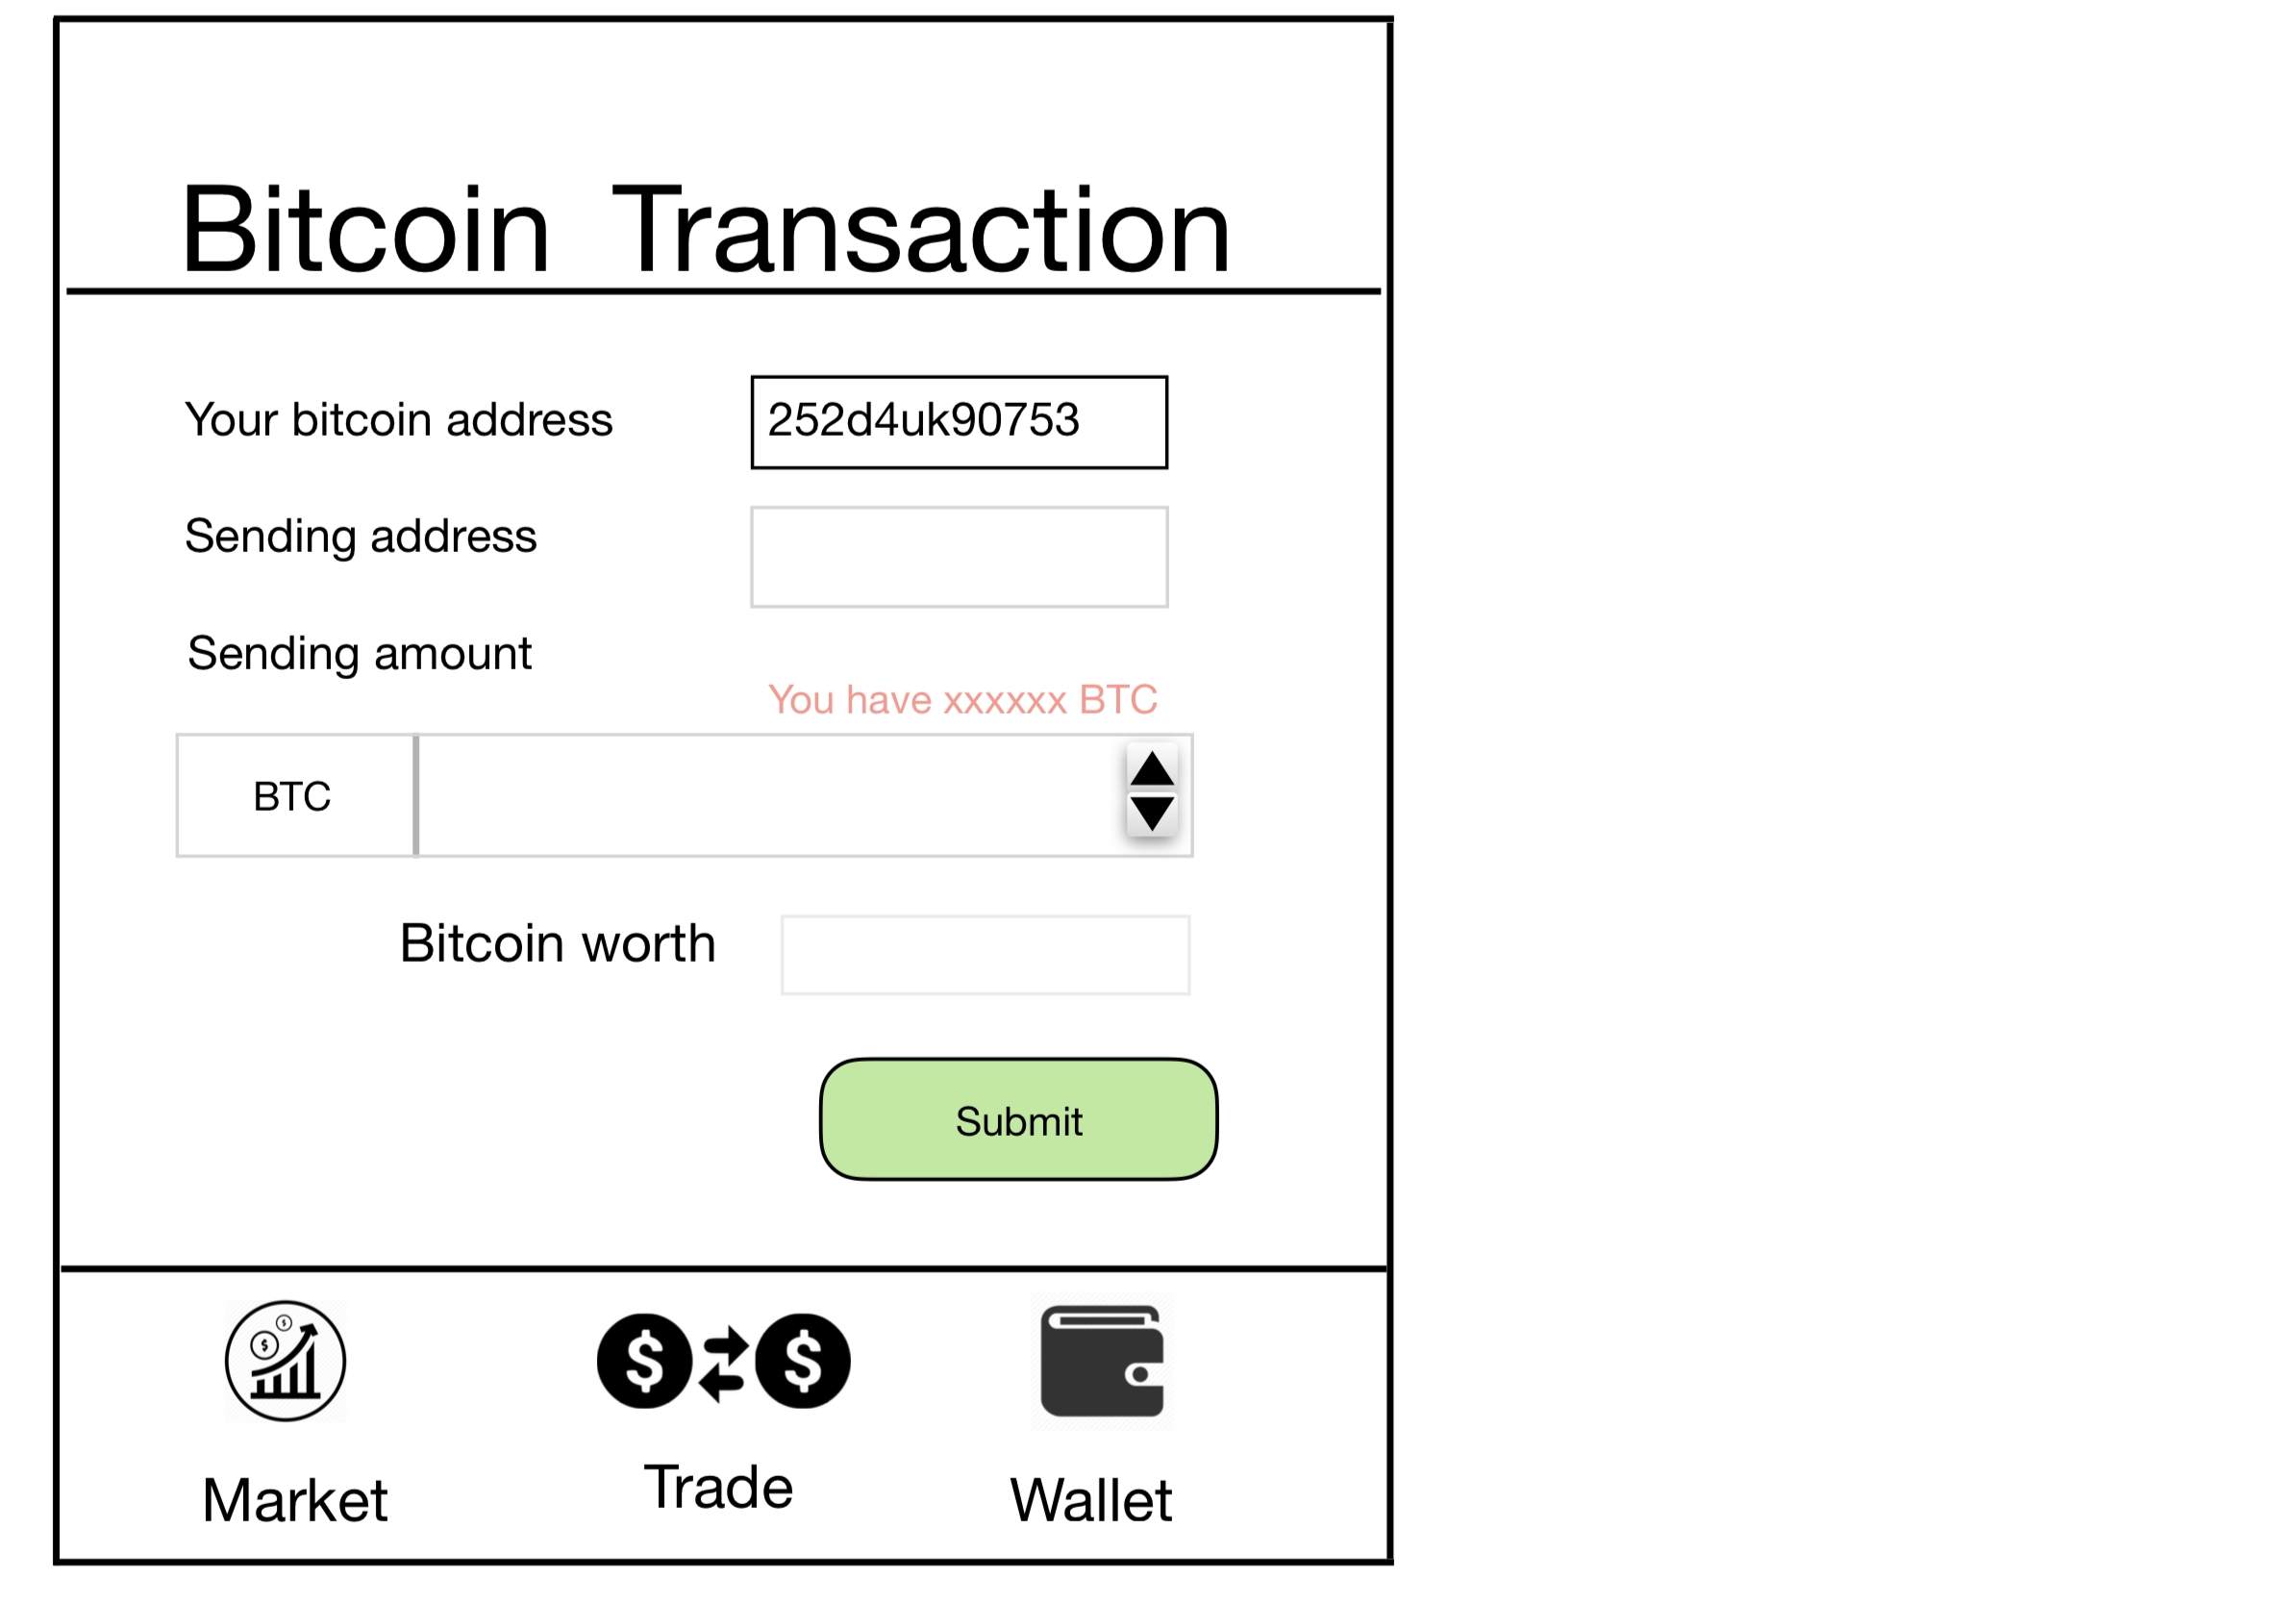 Bitcoin Transaction
Your bitcoin address 252d4uk90753
Sending address
Sending amount
You have xxxxxx BTC
BTC
Bitcoin worth
Submit
Market Trade Wallet